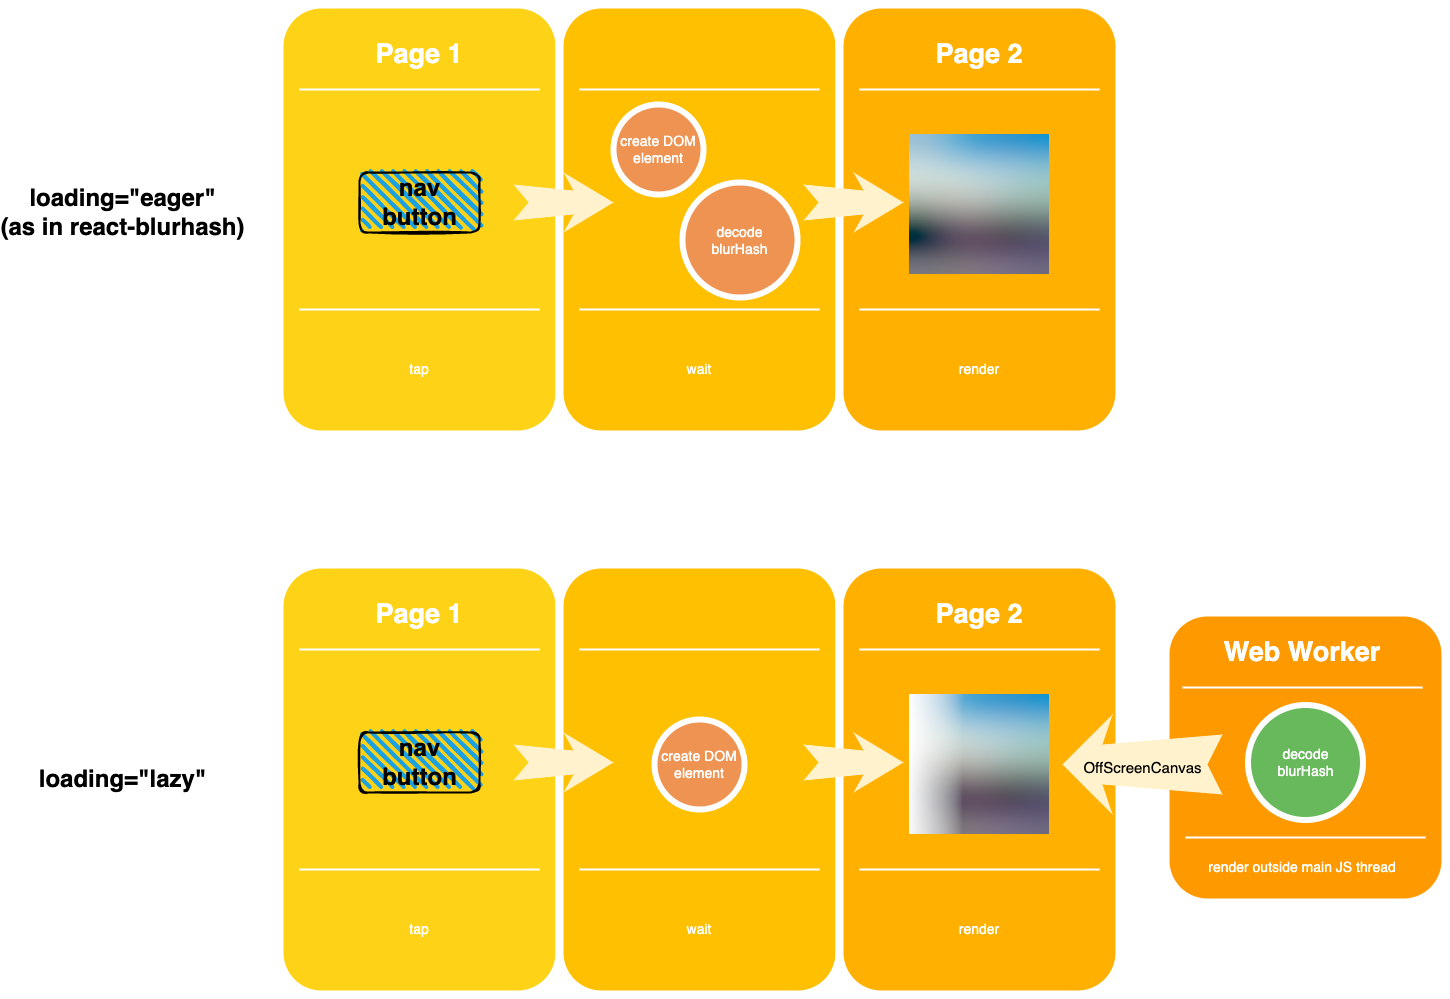 Page 1
Page 2
create DOM
element
loading="eager"
(as in react-blurhash)
nav
button
decode
blurHash
tap
wait
render
Page 1
Page 2
Web Worker
loading="lazy"
nav
button
create DOM
element
OffScreenCanvas
decode
blurHash
render outside main JS thread
tap
wait
render